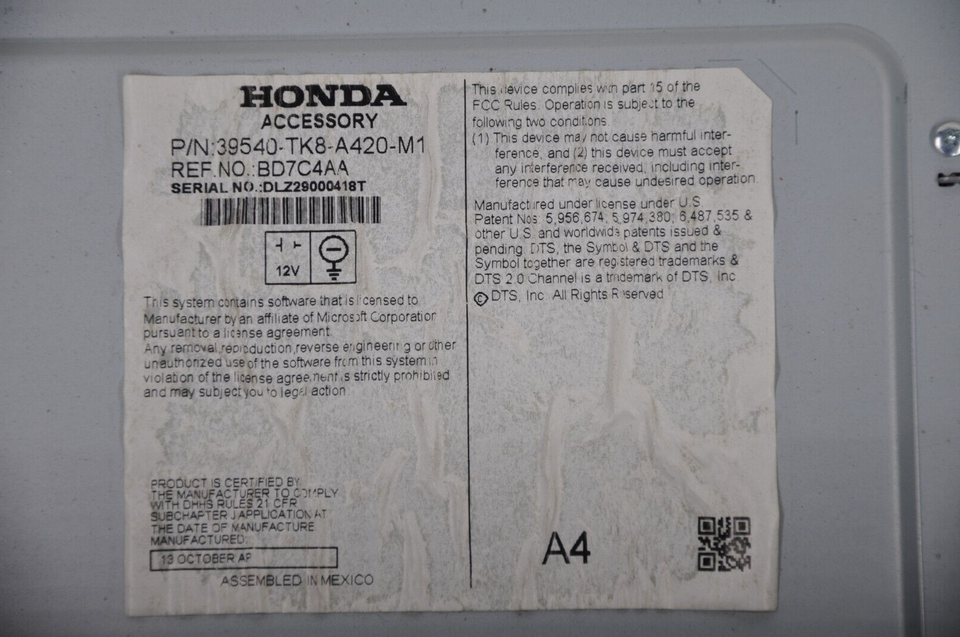 HONDA
ACCESSORY
P/N:39540-TK8-A420-M1
REF.NO.:BD7C4AA
SERIAL NO.:DLZ29000418T
12V
This system contains software that is licensed to
Manufacturer by an affiliate of Microsoft Corporation
pursuant to a license agreement.
Any removal,reproduction,reverse engineering or other
unauthorized use of the software from this system in
violation of the license agreement is strictly prohibited
and may subject you to legal action.
PRODUCT IS CERTIFIED BY
THE MANUFACTURER TO COMPLY
WITH DHHS RULES 21 CFR
SUBCHAPTER J APPLICATION AT
THE DATE OF MANUFACTURE.
MANUFACTURED:
13 OCTOBER AP
ASSEMBLED IN MEXICO
This device complies with part 15 of the
FCC Rules. Operation is subject to the
following two conditions.
(1) This device may not cause harmful inter-
ference, and (2) this device must accept
any interference received, including inter-
ference that may cause undesired operation.
Manufactured under license under U.S.
Patent Nos. 5,956,674; 5,974,380; 6,487,535 &
other U.S. and worldwide patents issued &
pending. DTS, the Symbol & DTS and the
Symbol together are registered trademarks &
DTS 2.0 Channel is a trademark of DTS, Inc.
© DTS, Inc. All Rights Reserved.
A4